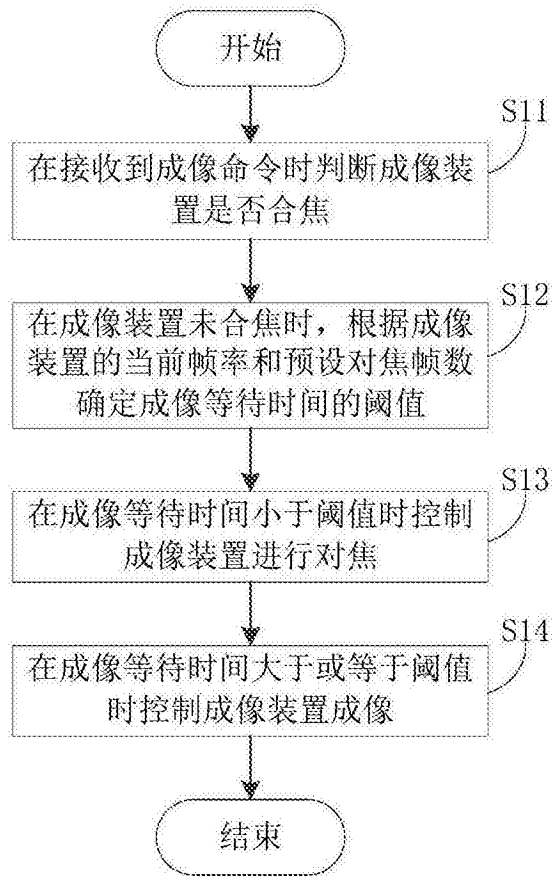 开始
S11
在接收到成像命令时判断成像装
置是否合焦
S12
在成像装置未合焦时，根据成像
装置的当前帧率和预设对焦帧数
确定成像等待时间的阈值
S13
在成像等待时间小于阈值时控制
成像装置进行对焦
S14
在成像等待时间大于或等于阈值
时控制成像装置成像
结束